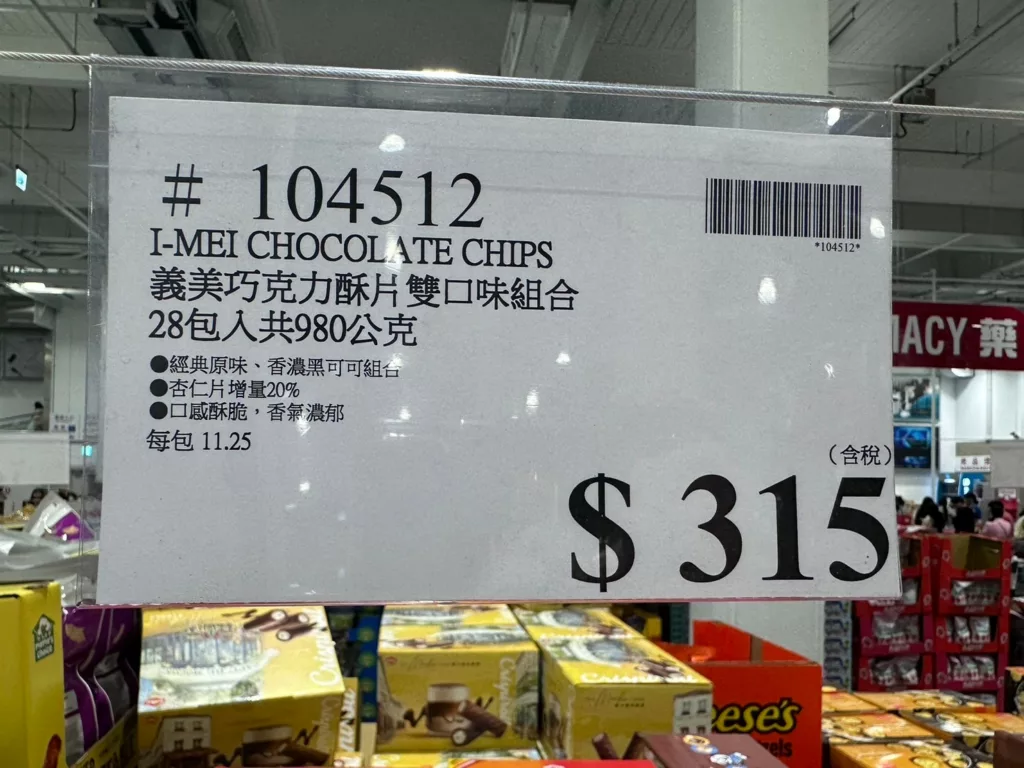 # 104512
*104512*
I-MEI CHOCOLATE CHIPS
義美巧克力酥片雙口味組合
28包入共980公克
●經典原味、香濃黑可可組合
●杏仁片增量20%
●口感酥脆，香氣濃郁
每包 11.25
(含稅)
$ 315
MACY 藥
eese's